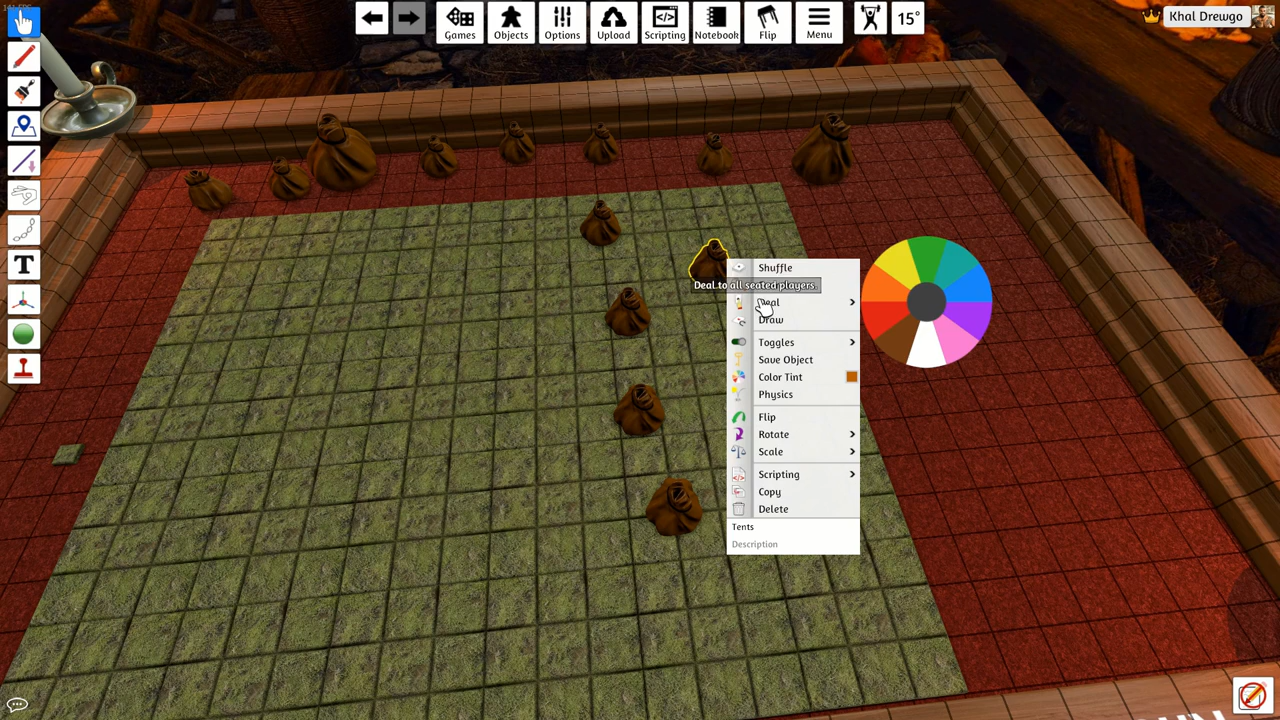 Games
Objects
Options
Upload
Scripting
Notebook
Flip
Menu
15°
Khal Drewgo
Shuffle
Deal to all seated players.
Deal
Draw
Toggles
Save Object
Color Tint
Physics
Flip
Rotate
Scale
Scripting
Copy
Delete
Tents
Description
T